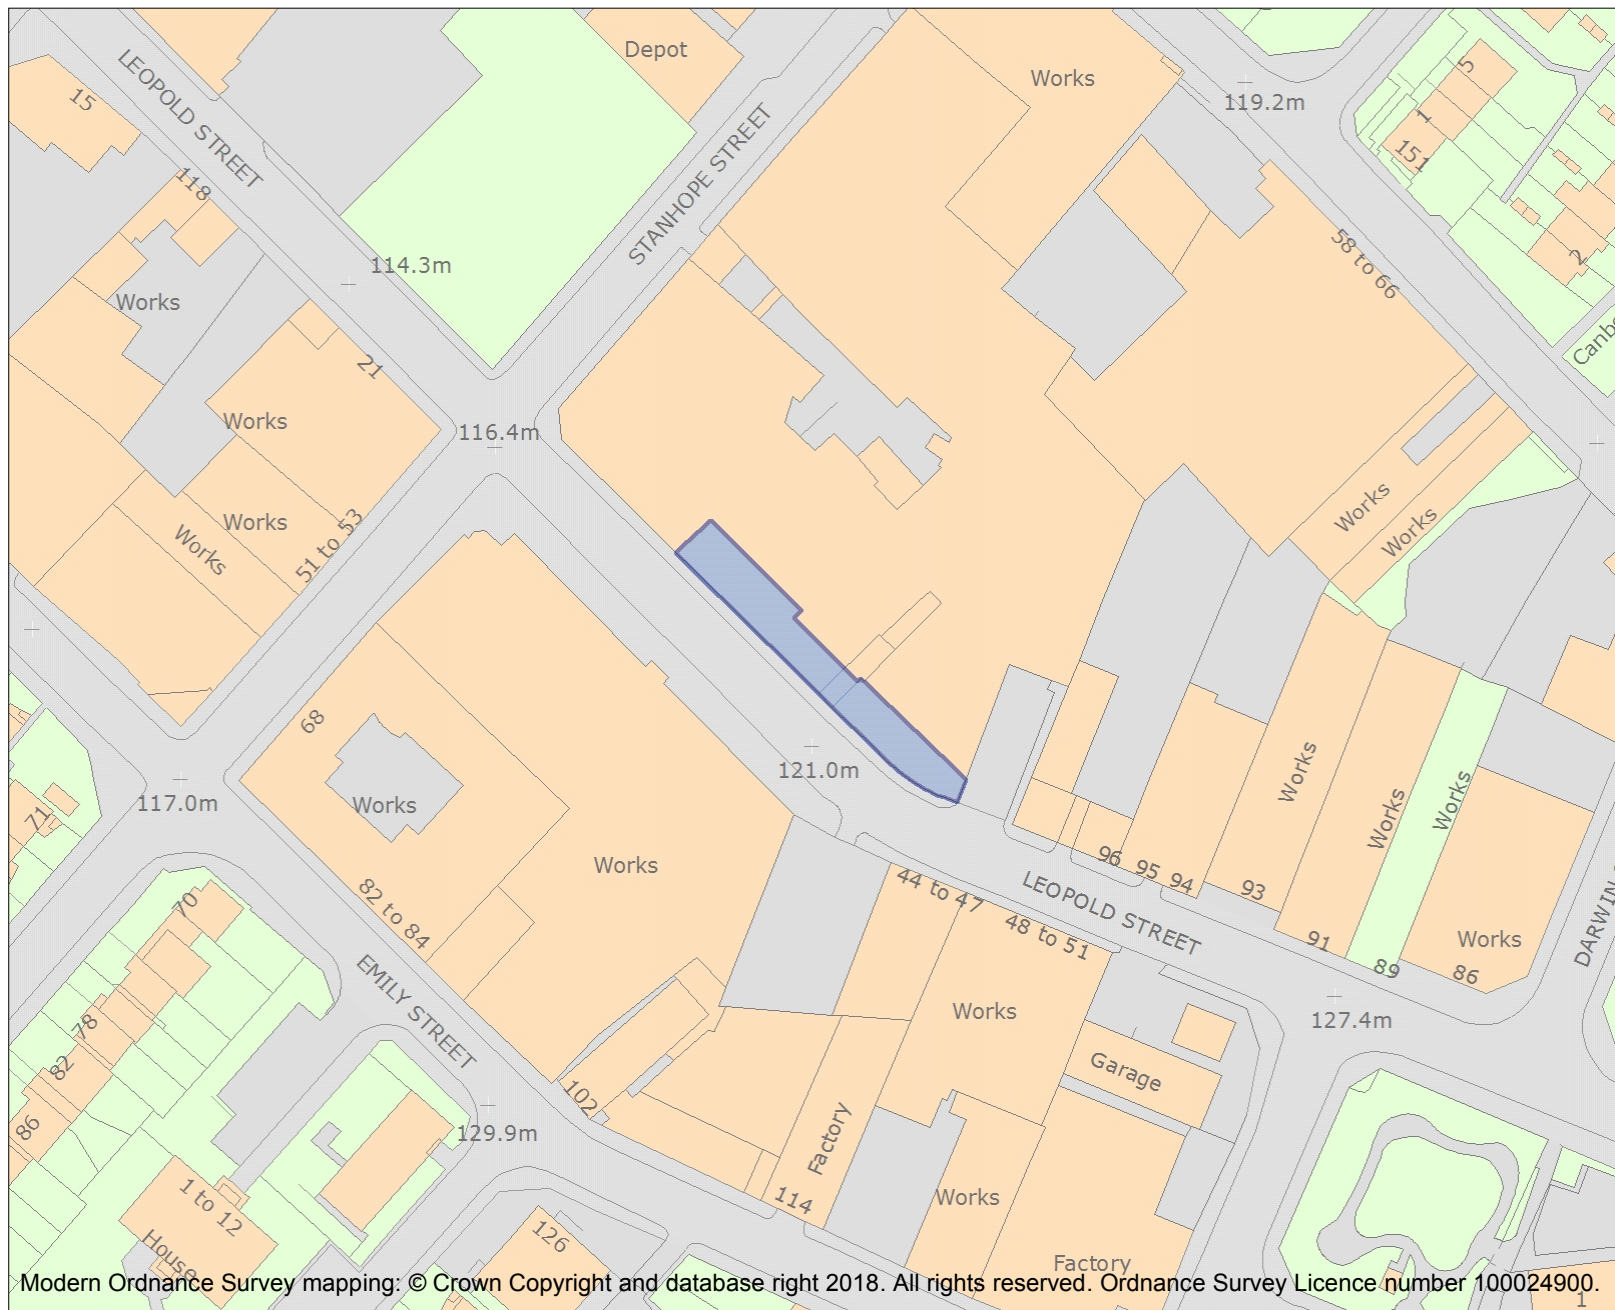 Depot
LEOPOLD STREET
15
Works
119.2m
5
1
151
STANHOPE STREET
118
114.3m
58 to 66
2
Works
Canb
21
Works
116.4m
Works
51 to 53
Works
Works
Works
68
117.0m
71
Works
121.0m
Works
Works
Works
Works
70
82 to 84
44 to 47
48 to 51
96
95
94
93
91
89
86
Works
LEOPOLD STREET
DARWIN
EMILY STREET
Works
127.4m
78
82
86
102
129.9m
Garage
Factory
114
Works
1 to 12
House
126
Factory
1
Modern Ordnance Survey mapping: © Crown Copyright and database right 2018. All rights reserved. Ordnance Survey Licence number 100024900.